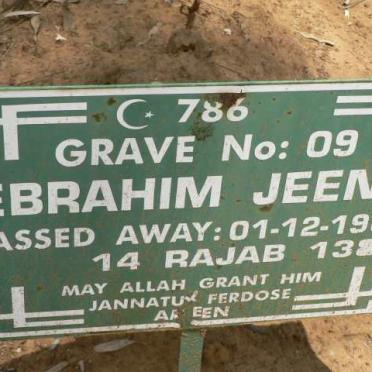 786
GRAVE No: 09
EBRAHIM JEEM
ASSED AWAY: 01-12-19
14 RAJAB 13
MAY ALLAH GRANT HIM
JANNATUL FERDOSE
AMEEN